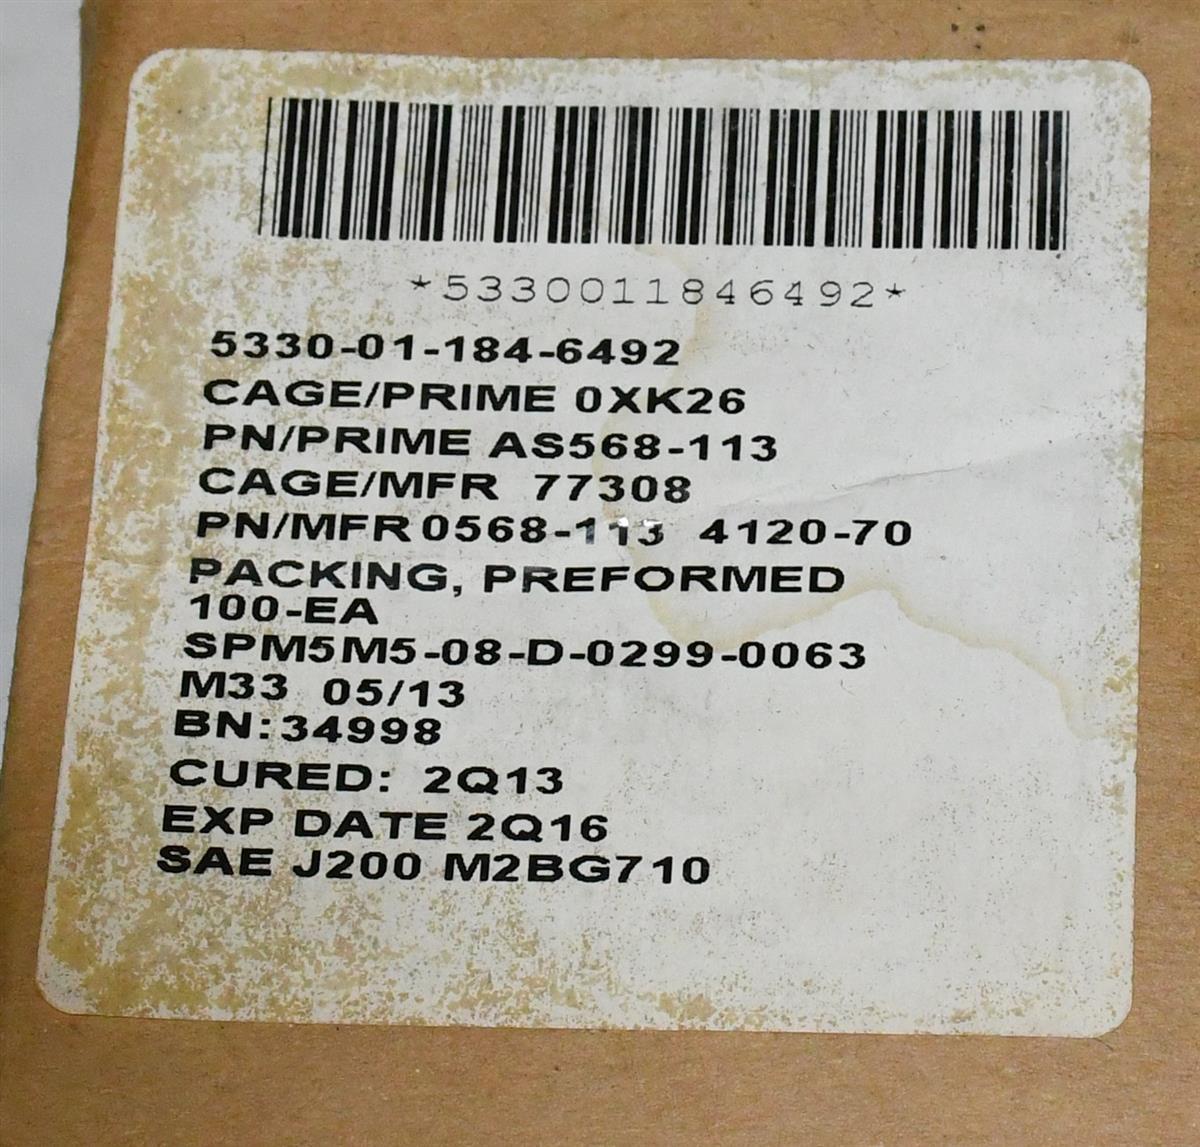 *5330011846492*
5330-01-184-6492
CAGE/PRIME 0XK26
PN/PRIME AS568-113
CAGE/MFR 77308
PN/MFR 0568-113 4120-70
PACKING, PREFORMED
100-EA
SPM5M5-08-D-0299-0063
M33 05/13
BN:34998
CURED: 2Q13
EXP DATE 2Q16
SAE J200 M2BG710